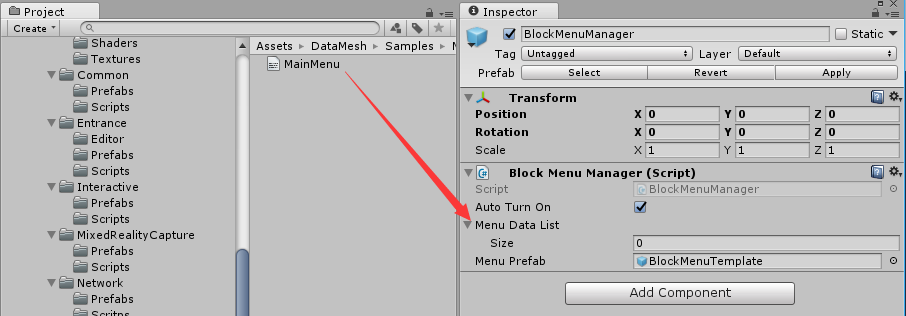 Project
Create
Shaders
Textures
Common
Prefabs
Scripts
Entrance
Editor
Prefabs
Scripts
Interactive
Prefabs
Scripts
MixedRealityCapture
Prefabs
Scripts
Network
Prefabs
Scritns
Assets DataMesh Samples M
MainMenu
Inspector
BlockMenuManager Static
Tag Untagged Layer Default
Prefab Select Revert Apply
Transform
Position X 0 Y 0 Z 0
Rotation X 0 Y 0 Z 0
Scale X 1 Y 1 Z 1
Block Menu Manager (Script)
Script BlockMenuManager
Auto Turn On
Menu Data List
Size 0
Menu Prefab BlockMenuTemplate
Add Component